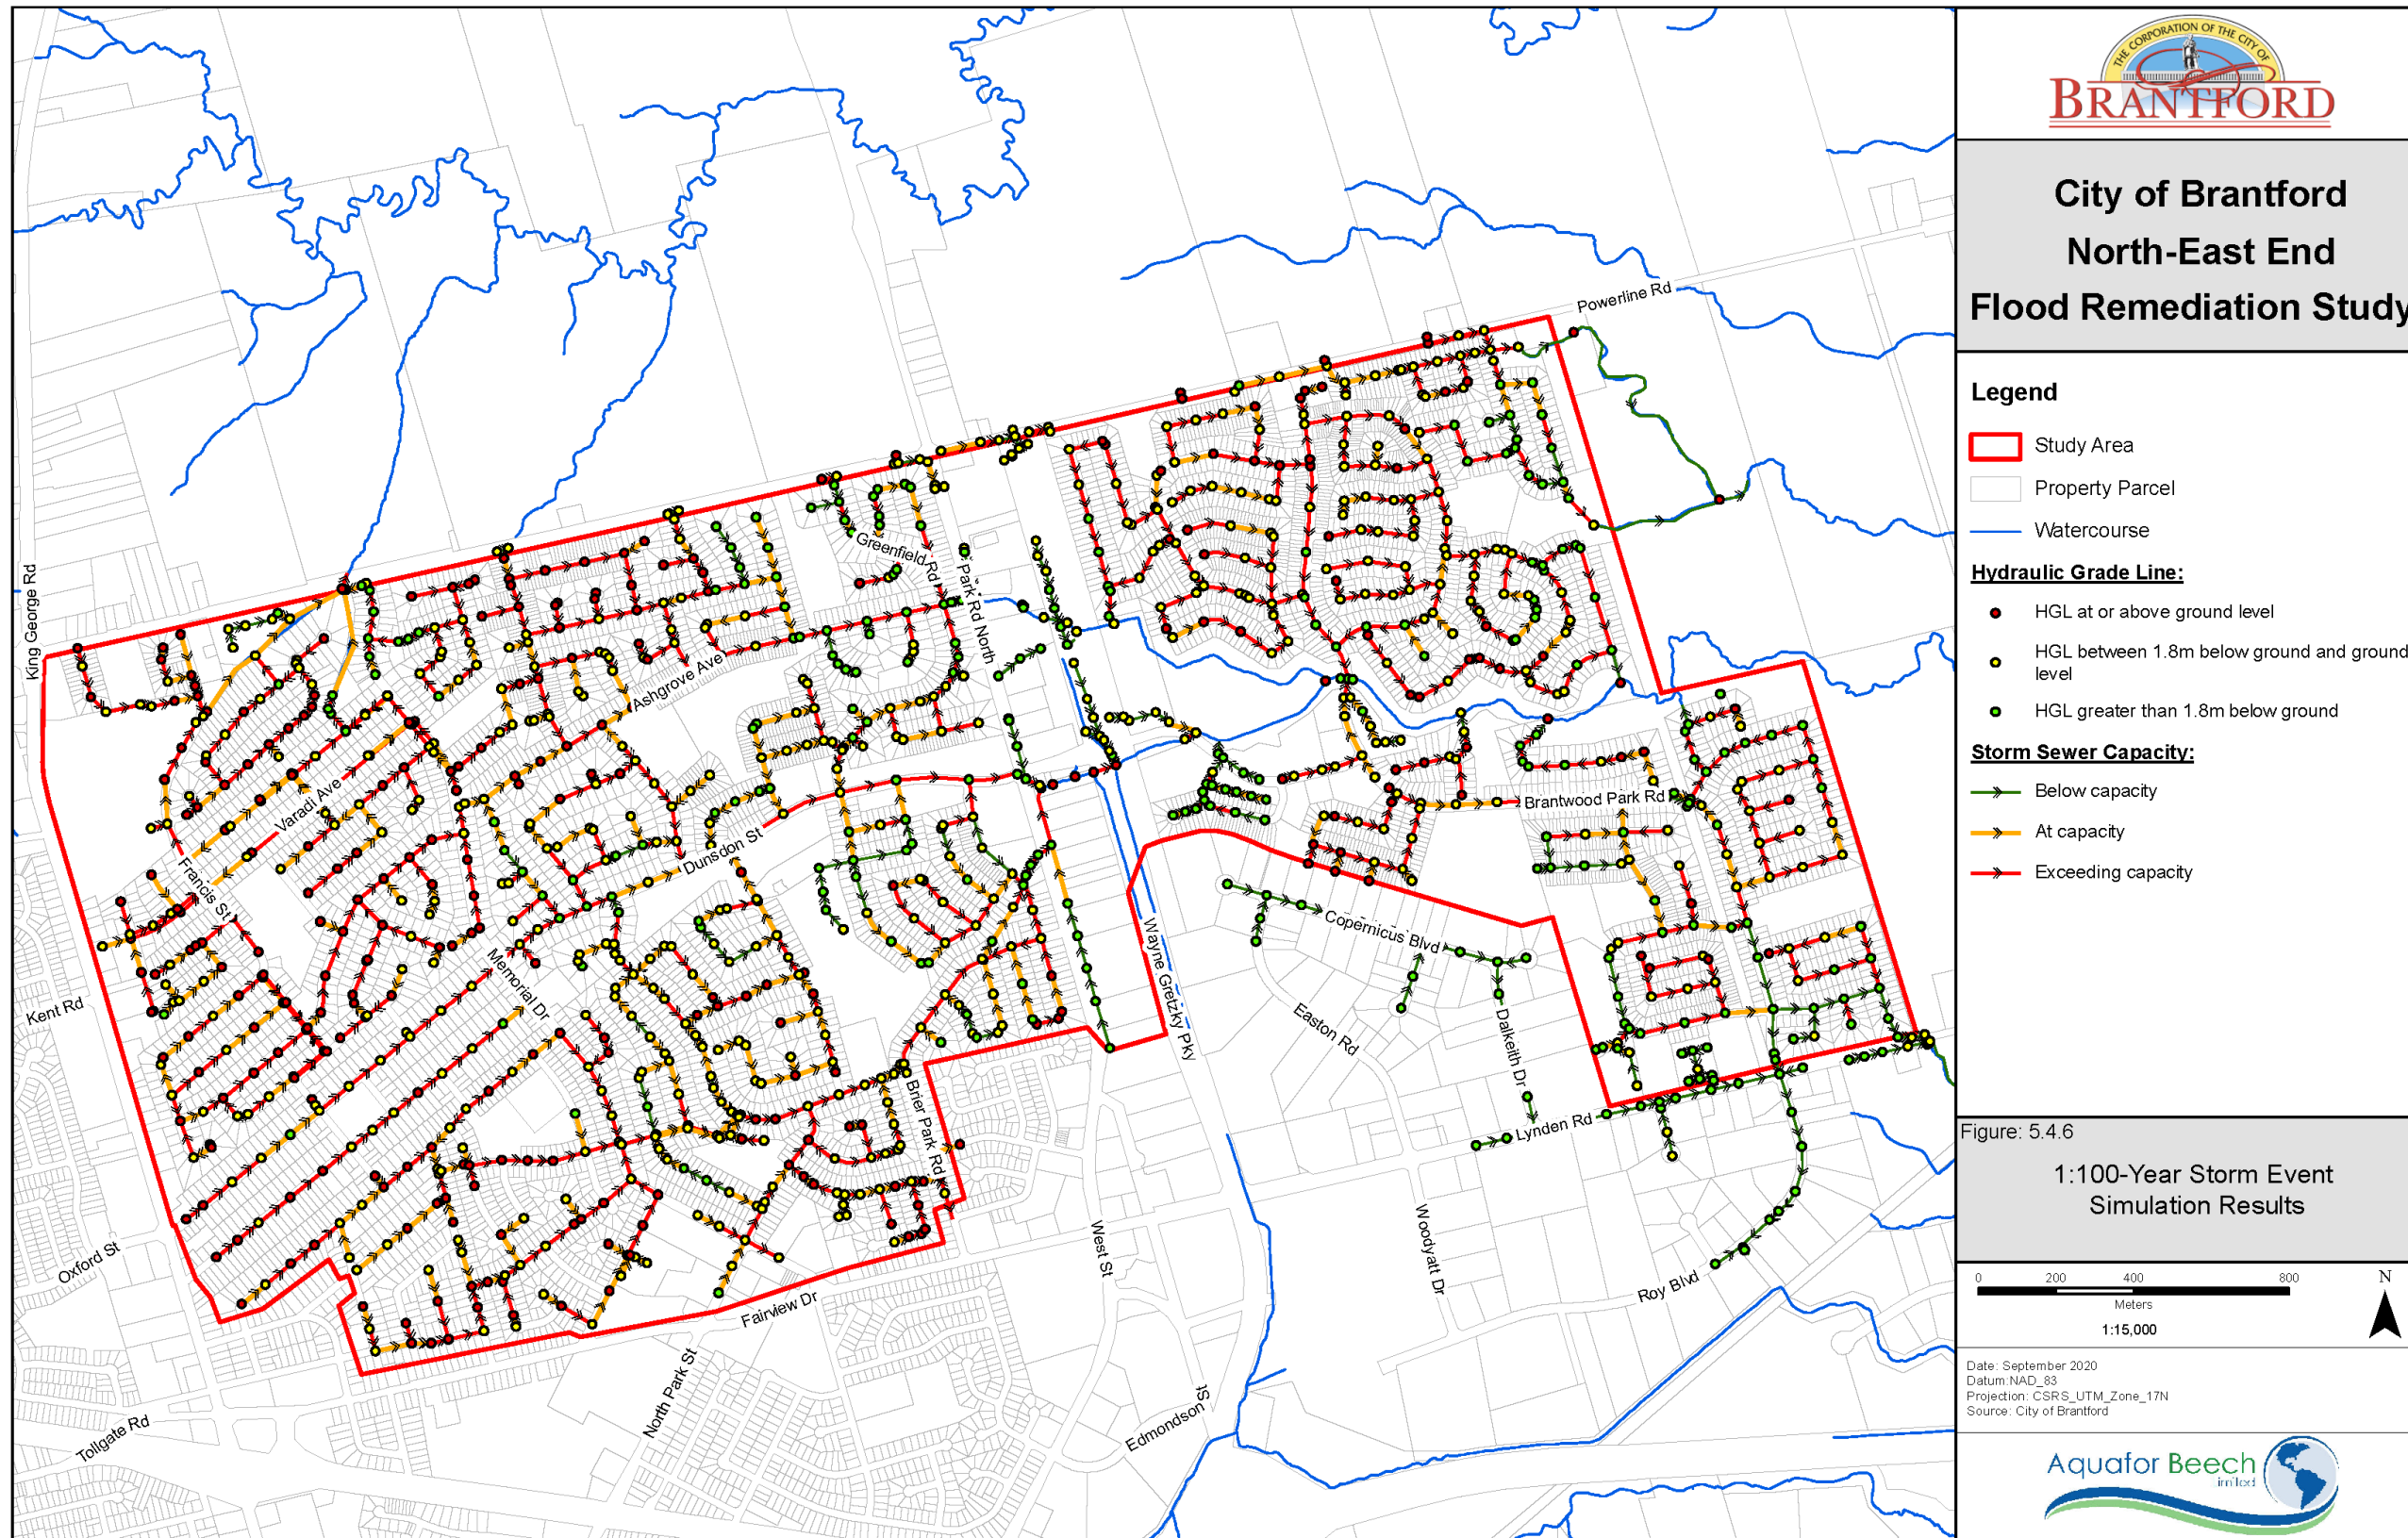 THE CORPORATION OF THE CITY OF
BRANTFORD
City of Brantford
North-East End
Flood Remediation Study
Legend
Study Area
Property Parcel
Watercourse
Hydraulic Grade Line:
HGL at or above ground level
HGL between 1.8m below ground and ground
level
HGL greater than 1.8m below ground
Storm Sewer Capacity:
Below capacity
At capacity
Exceeding capacity
Figure: 5.4.6
1:100-Year Storm Event
Simulation Results
0 200 400 800
Meters
1:15,000
N
Date: September 2020
Datum:NAD_83
Projection: CSRS_UTM_Zone_17N
Source: City of Brantford
Aquafor Beech
limited
Powerline Rd
King George Rd
Greenfield Rd
Park Rd North
Ashgrove Ave
Varadi Ave
Francis St
Dunsdon St
Brantwood Park Rd
Memorial Dr
Kent Rd
Wayne Gretzky Pky
Copernicus Blvd
Easton Rd
Dalkeith Dr
Lynden Rd
Brier Park Rd
Oxford St
West St
Woodyatt Dr
Roy Blvd
Fairview Dr
North Park St
Tollgate Rd
Edmondson St